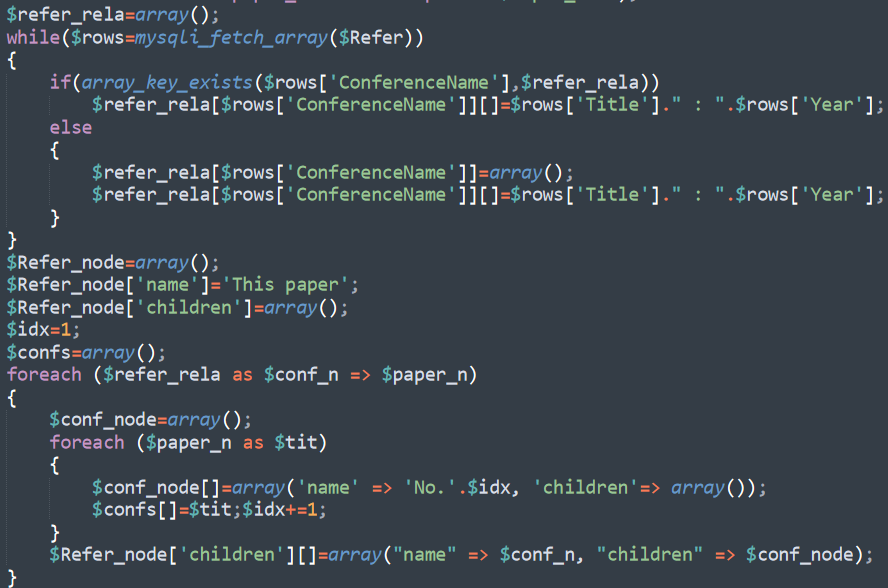 $refer_rela=array();
while($rows=mysqli_fetch_array($Refer))
{
    if(array_key_exists($rows['ConferenceName'],$refer_rela))
        $refer_rela[$rows['ConferenceName']][]=$rows['Title']." : ".$rows['Year'];
    else
    {
        $refer_rela[$rows['ConferenceName']]=array();
        $refer_rela[$rows['ConferenceName']][]=$rows['Title']." : ".$rows['Year'];
    }
}
$Refer_node=array();
$Refer_node['name']='This paper';
$Refer_node['children']=array();
$idx=1;
$confs=array();
foreach ($refer_rela as $conf_n => $paper_n)
{
    $conf_node=array();
    foreach ($paper_n as $tit)
    {
        $conf_node[]=array('name' => 'No.'.$idx, 'children'=> array());
        $confs[]=$tit;$idx+=1;
    }
    $Refer_node['children'][]=array("name" => $conf_n, "children" => $conf_node);
}